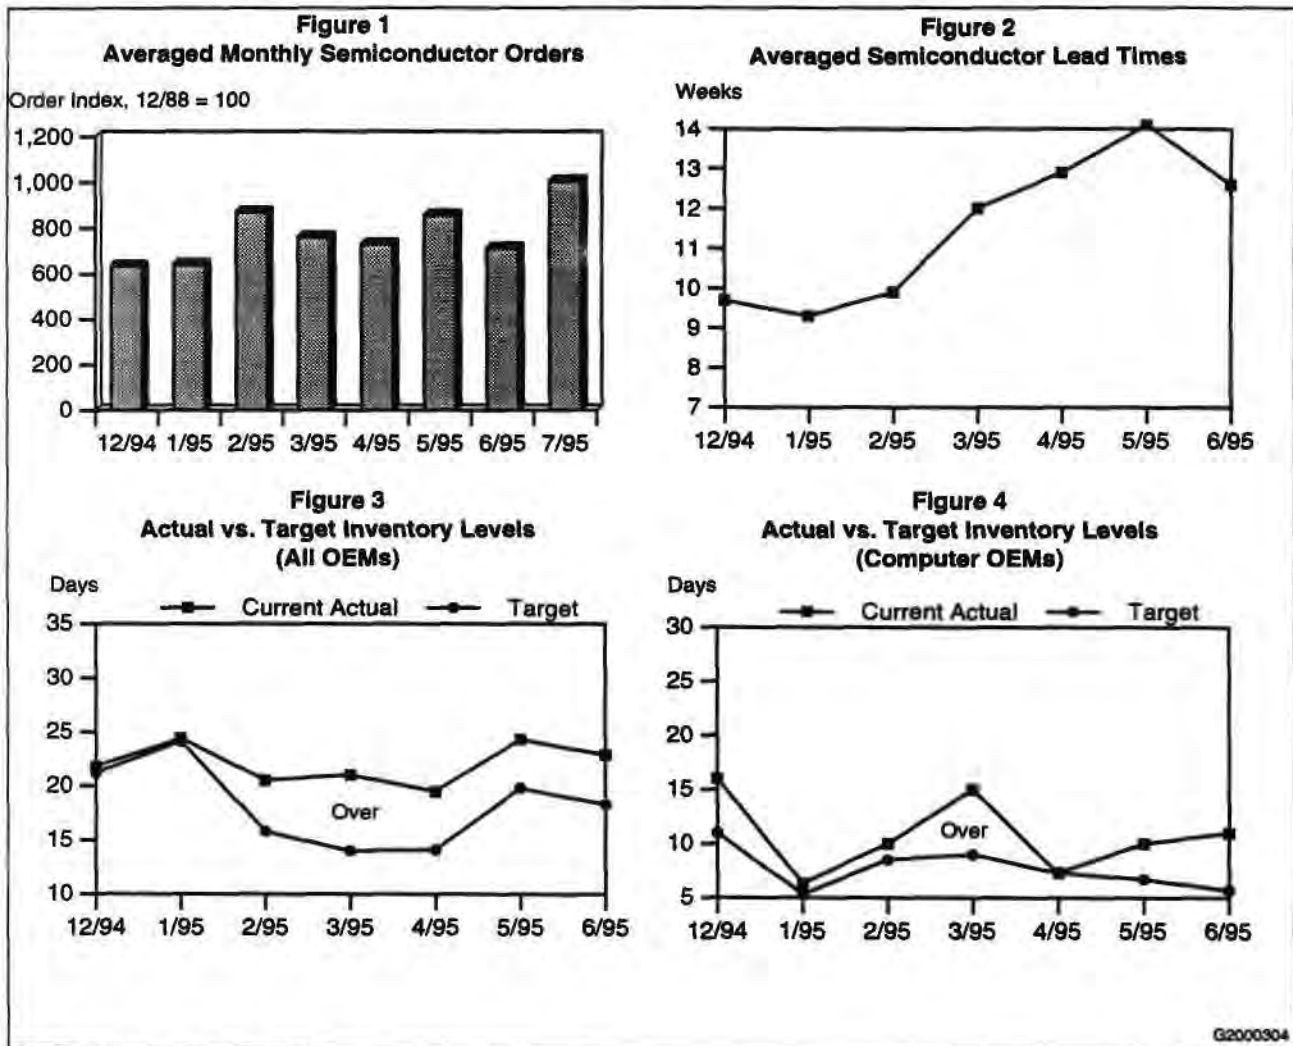 Figure 1
Averaged Monthly Semiconductor Orders
Order Index, 12/88 = 100
1,200
1,000
800
600
400
200
0
12/94 1/95 2/95 3/95 4/95 5/95 6/95 7/95
Figure 2
Averaged Semiconductor Lead Times
Weeks
14
13
12
11
10
9
8
7
12/94 1/95 2/95 3/95 4/95 5/95 6/95
Figure 3
Actual vs. Target Inventory Levels
(All OEMs)
Days
Current Actual Target
35
30
25
20
15
10
Over
12/94 1/95 2/95 3/95 4/95 5/95 6/95
Figure 4
Actual vs. Target Inventory Levels
(Computer OEMs)
Days
Current Actual Target
30
25
20
15
10
5
Over
12/94 1/95 2/95 3/95 4/95 5/95 6/95
G2000304